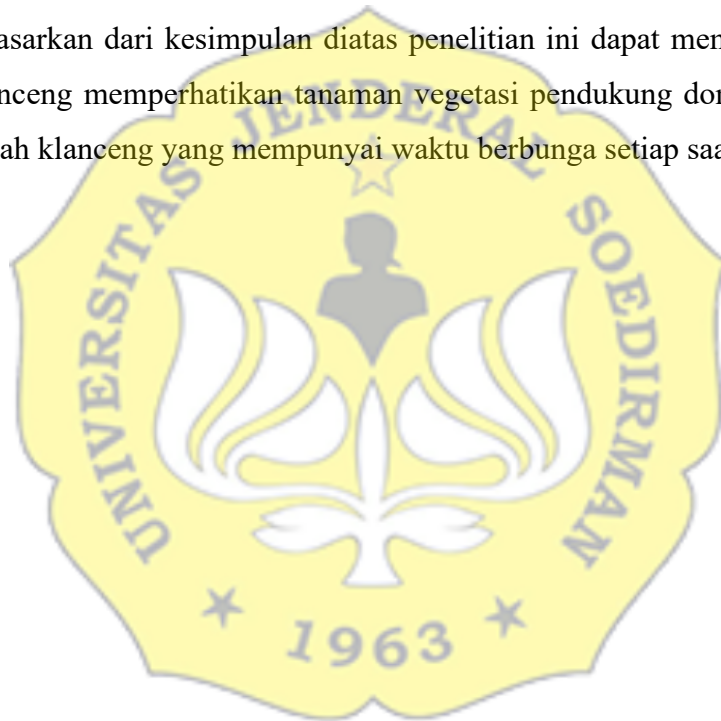 asarkan dari kesimpulan diatas penelitian ini dapat men
nceng memperhatikan tanaman vegetasi pendukung dor
ah klanceng yang mempunyai waktu berbunga setiap saa
UNIVERSITAS JENDERAL SOEDIRMAN
1963